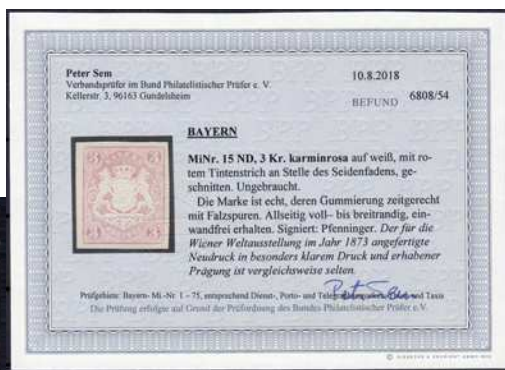 Peter Sem
Verbandsprüfer im Bund Philatelistischer Prüfer e. V.
Kellerstr. 3, 96163 Gundelsheim
10.8.2018
BEFUND 6808/54
BAYERN
MiNr. 15 ND, 3 Kr. karminrosa auf weiß, mit ro-
tem Tintenstrich an Stelle des Seidenfadens, ge-
schnitten. Ungebraucht.
Die Marke ist echt, deren Gummierung zeitgerecht
mit Falzspuren. Allseitig voll- bis breitrandig, ein-
wandfrei erhalten. Signiert: Pfenninger. Der für die
Wiener Weltausstellung im Jahr 1873 angefertigte
Neudruck in besonders klarem Druck und erhabener
Prägung ist vergleichsweise selten.
Prüfgebiete: Bayern- Mi.-Nr. 1 – 75, entsprechend Dienst-, Porto- und und Taxis
Die Prüfung erfolgte auf Grund der Prüfordnung des Bundes Philatelistischer Prüfer e.V.